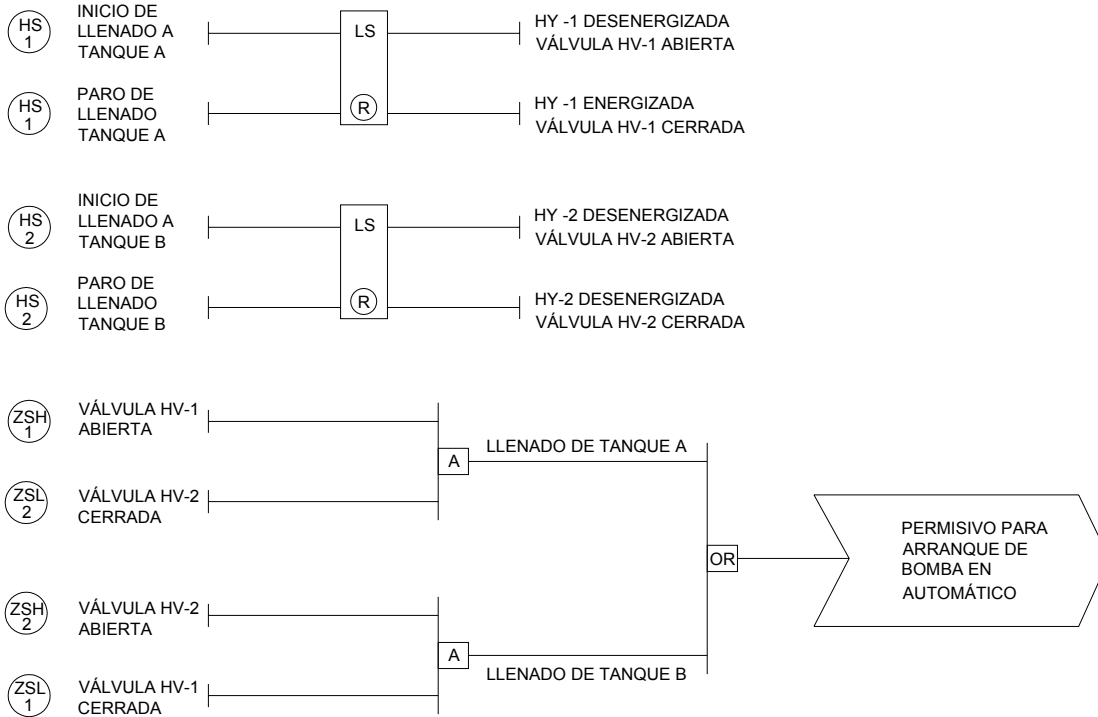 HS
1
INICIO DE
LLENADO A
TANQUE A
LS
HY -1 DESENERGIZADA
VÁLVULA HV-1 ABIERTA
HS
1
PARO DE
LLENADO
TANQUE A
R
HY -1 ENERGIZADA
VÁLVULA HV-1 CERRADA
HS
2
INICIO DE
LLENADO A
TANQUE B
LS
HY -2 DESENERGIZADA
VÁLVULA HV-2 ABIERTA
HS
2
PARO DE
LLENADO
TANQUE B
R
HY-2 DESENERGIZADA
VÁLVULA HV-2 CERRADA
ZSH
1
VÁLVULA HV-1
ABIERTA
A
LLENADO DE TANQUE A
ZSL
2
VÁLVULA HV-2
CERRADA
OR
PERMISIVO PARA
ARRANQUE DE
BOMBA EN
AUTOMÁTICO
ZSH
2
VÁLVULA HV-2
ABIERTA
A
LLENADO DE TANQUE B
ZSL
1
VÁLVULA HV-1
CERRADA